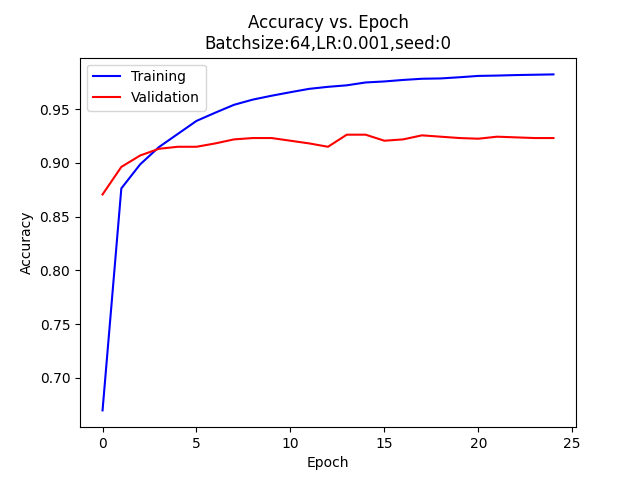 Accuracy vs. Epoch
Batchsize:64,LR:0.001,seed:0
Training
Validation
0.95
0.90
0.85
0.80
0.75
0.70
Accuracy
0 5 10 15 20 25
Epoch